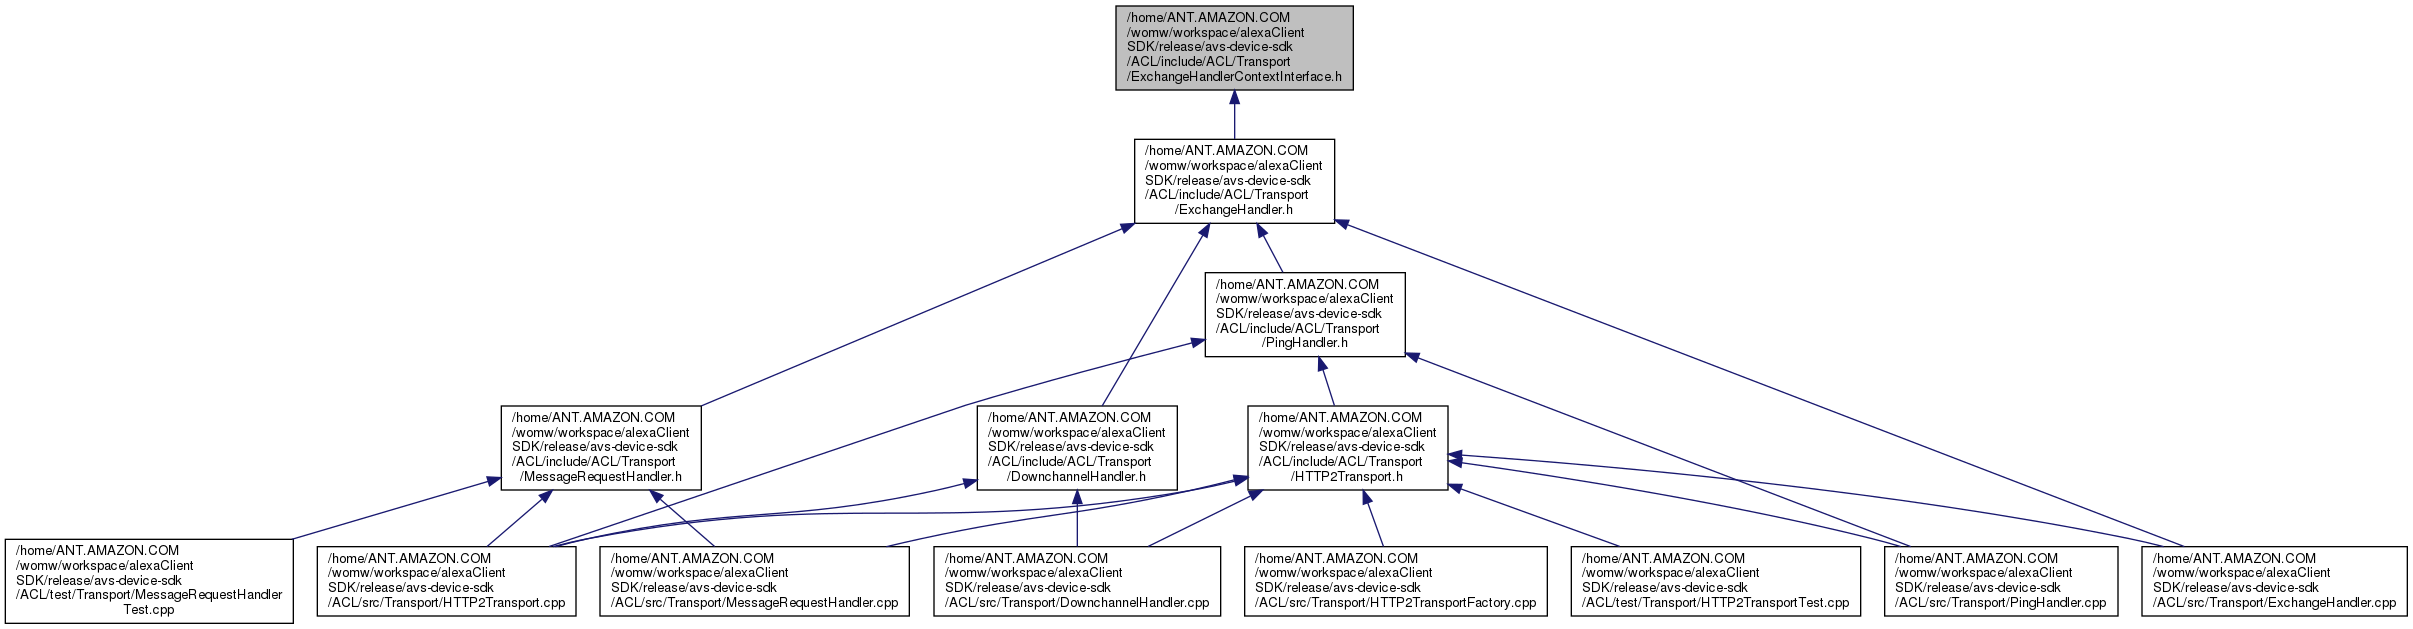 /home/ANT.AMAZON.COM
/womw/workspace/alexaClient
SDK/release/avs-device-sdk
/ACL/include/ACL/Transport
/ExchangeHandlerContextInterface.h
/home/ANT.AMAZON.COM
/womw/workspace/alexaClient
SDK/release/avs-device-sdk
/ACL/include/ACL/Transport
/ExchangeHandler.h
/home/ANT.AMAZON.COM
/womw/workspace/alexaClient
SDK/release/avs-device-sdk
/ACL/include/ACL/Transport
/PingHandler.h
/home/ANT.AMAZON.COM
/womw/workspace/alexaClient
SDK/release/avs-device-sdk
/ACL/include/ACL/Transport
/MessageRequestHandler.h
/home/ANT.AMAZON.COM
/womw/workspace/alexaClient
SDK/release/avs-device-sdk
/ACL/include/ACL/Transport
/DownchannelHandler.h
/home/ANT.AMAZON.COM
/womw/workspace/alexaClient
SDK/release/avs-device-sdk
/ACL/include/ACL/Transport
/HTTP2Transport.h
/home/ANT.AMAZON.COM
/womw/workspace/alexaClient
SDK/release/avs-device-sdk
/ACL/test/Transport/MessageRequestHandler
Test.cpp
/home/ANT.AMAZON.COM
/womw/workspace/alexaClient
SDK/release/avs-device-sdk
/ACL/src/Transport/HTTP2Transport.cpp
/home/ANT.AMAZON.COM
/womw/workspace/alexaClient
SDK/release/avs-device-sdk
/ACL/src/Transport/MessageRequestHandler.cpp
/home/ANT.AMAZON.COM
/womw/workspace/alexaClient
SDK/release/avs-device-sdk
/ACL/src/Transport/DownchannelHandler.cpp
/home/ANT.AMAZON.COM
/womw/workspace/alexaClient
SDK/release/avs-device-sdk
/ACL/src/Transport/HTTP2TransportFactory.cpp
/home/ANT.AMAZON.COM
/womw/workspace/alexaClient
SDK/release/avs-device-sdk
/ACL/test/Transport/HTTP2TransportTest.cpp
/home/ANT.AMAZON.COM
/womw/workspace/alexaClient
SDK/release/avs-device-sdk
/ACL/src/Transport/PingHandler.cpp
/home/ANT.AMAZON.COM
/womw/workspace/alexaClient
SDK/release/avs-device-sdk
/ACL/src/Transport/ExchangeHandler.cpp